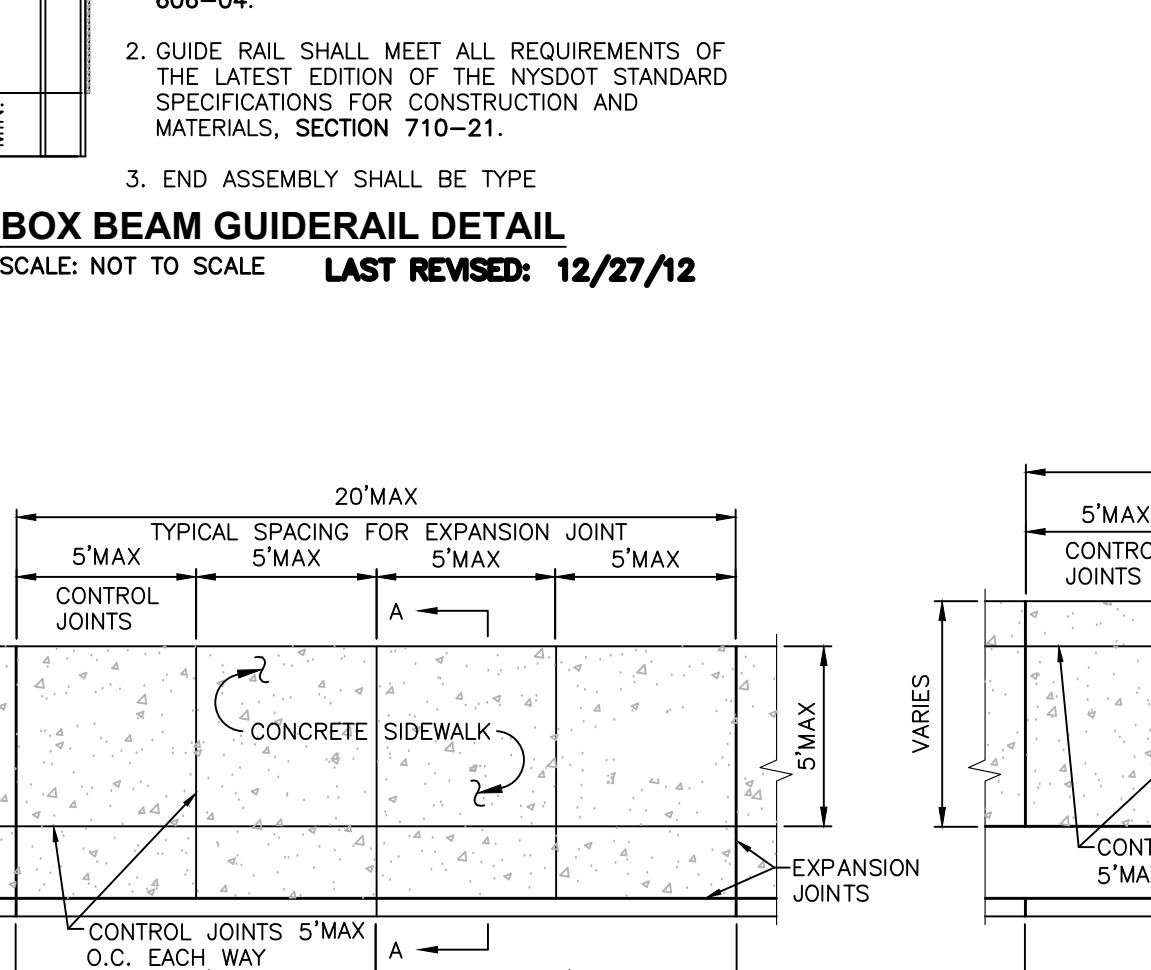 606-04.
2. GUIDE RAIL SHALL MEET ALL REQUIREMENTS OF
THE LATEST EDITION OF THE NYSDOT STANDARD
SPECIFICATIONS FOR CONSTRUCTION AND
MATERIALS, SECTION 710-21.
MIN.
3. END ASSEMBLY SHALL BE TYPE
BOX BEAM GUIDERAIL DETAIL
SCALE: NOT TO SCALE LAST REVISED: 12/27/12
20'MAX
TYPICAL SPACING FOR EXPANSION JOINT
5'MAX 5'MAX 5'MAX 5'MAX
CONTROL
JOINTS
A
CONCRETE SIDEWALK
5'MAX
EXPANSION
JOINTS
CONTROL JOINTS 5'MAX
O.C. EACH WAY
A
5'MAX
CONTRO
JOINTS
VARIES
CONT
5'MA